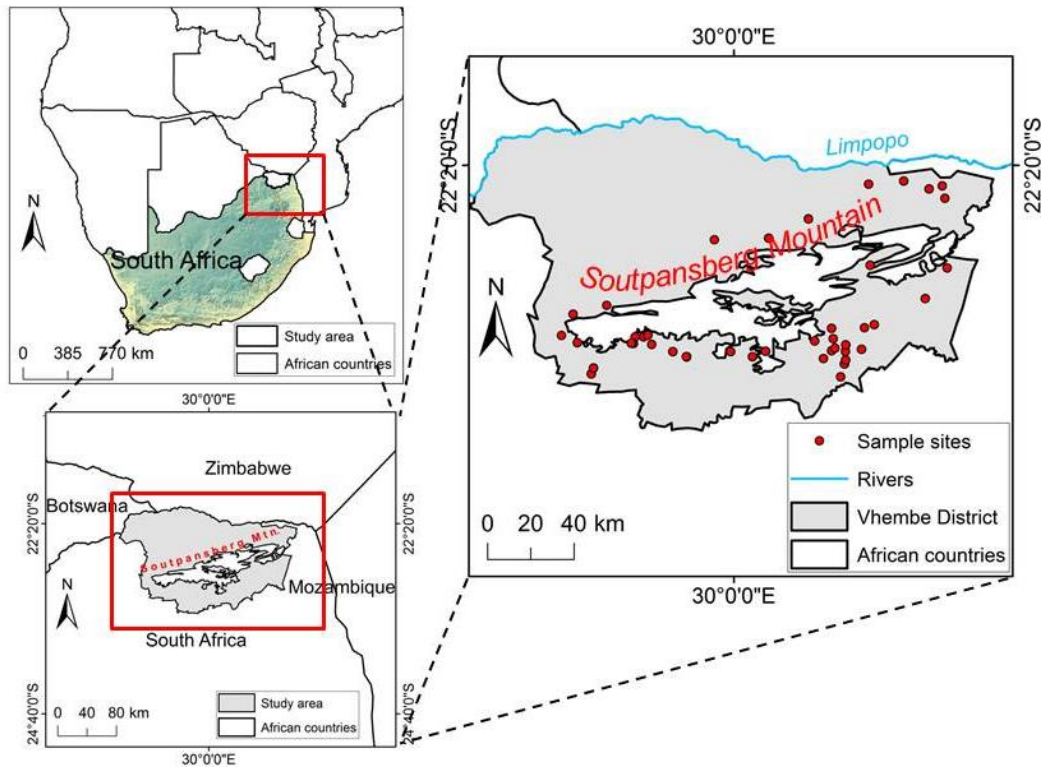 N
South Africa
0 385 770 km
Study area
African countries
30°0'0"E
30°0'0"E
22°20'0"S
Limpopo
Soutpansberg Mountain
N
0 20 40 km
Sample sites
Rivers
Vhembe District
African countries
30°0'0"E
Zimbabwe
Botswana
22°20'0"S
22°20'0"S
Soutpansberg Mtn.
Mozambique
N
South Africa
0 40 80 km
Study area
African countries
24°40'0"S
24°40'0"S
30°0'0"E